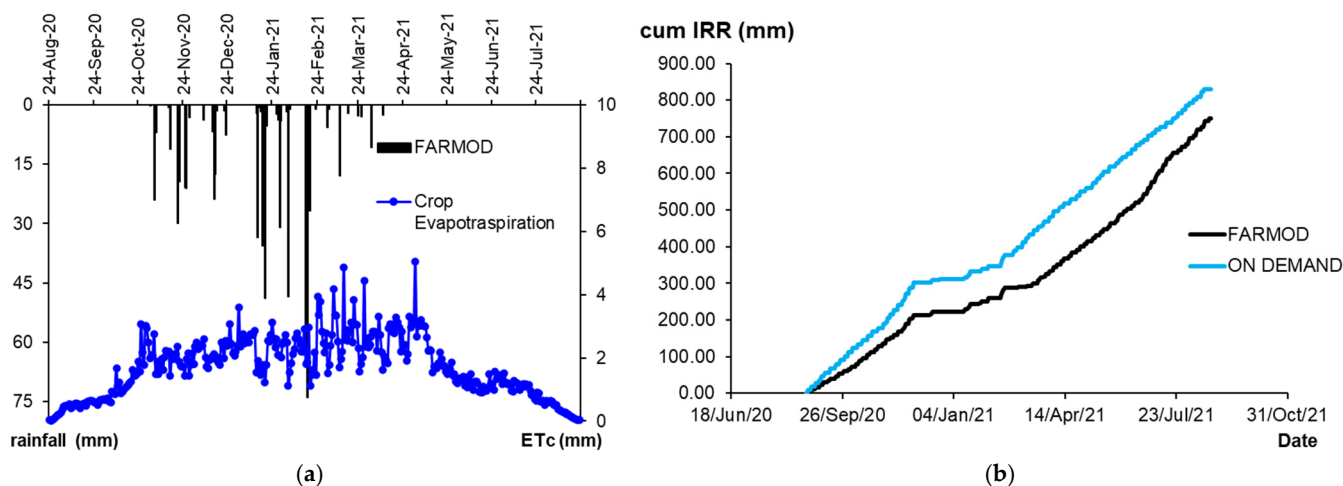 24-Aug-20
24-Sep-20
24-Oct-20
24-Nov-20
24-Dec-20
24-Jan-21
24-Feb-21
24-Mar-21
24-Apr-21
24-May-21
24-Jun-21
24-Jul-21
0
15
30
45
60
75
10
8
6
4
2
0
FARMOD
Crop
Evapotraspiration
rainfall (mm)
ETc (mm)
(a)
cum IRR (mm)
900.00
800.00
700.00
600.00
500.00
400.00
300.00
200.00
100.00
0.00
FARMOD
ON DEMAND
18/Jun/20 26/Sep/20 04/Jan/21 14/Apr/21 23/Jul/21 31/Oct/21
Date
(b)